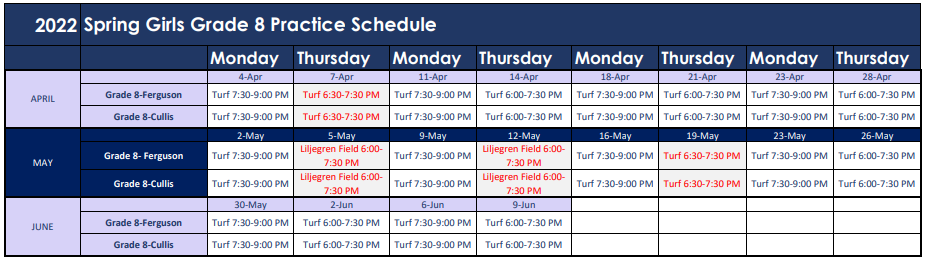 2022 Spring Girls Grade 8 Practice Schedule
Monday Thursday Monday Thursday Monday Thursday Monday Thursday
4-Apr 7-Apr 11-Apr 14-Apr 18-Apr 21-Apr 23-Apr 28-Apr
APRIL
Grade 8-Ferguson Turf 7:30-9:00 PM Turf 6:30-7:30 PM Turf 7:30-9:00 PM Turf 6:00-7:30 PM Turf 7:30-9:00 PM Turf 6:00-7:30 PM Turf 7:30-9:00 PM Turf 6:00-7:30 PM
Grade 8-Cullis Turf 7:30-9:00 PM Turf 6:30-7:30 PM Turf 7:30-9:00 PM Turf 6:00-7:30 PM Turf 7:30-9:00 PM Turf 6:00-7:30 PM Turf 7:30-9:00 PM Turf 6:00-7:30 PM
2-May 5-May 9-May 12-May 16-May 19-May 23-May 26-May
MAY
Grade 8- Ferguson Turf 7:30-9:00 PM Liljegren Field 6:00-7:30 PM Turf 7:30-9:00 PM Liljegren Field 6:00-7:30 PM Turf 7:30-9:00 PM Turf 6:30-7:30 PM Turf 7:30-9:00 PM Turf 6:00-7:30 PM
Grade 8-Cullis Turf 7:30-9:00 PM Liljegren Field 6:00-7:30 PM Turf 7:30-9:00 PM Liljegren Field 6:00-7:30 PM Turf 7:30-9:00 PM Turf 6:30-7:30 PM Turf 7:30-9:00 PM Turf 6:00-7:30 PM
30-May 2-Jun 6-Jun 9-Jun
JUNE
Grade 8-Ferguson Turf 7:30-9:00 PM Turf 6:00-7:30 PM Turf 7:30-9:00 PM Turf 6:00-7:30 PM
Grade 8-Cullis Turf 7:30-9:00 PM Turf 6:00-7:30 PM Turf 7:30-9:00 PM Turf 6:00-7:30 PM